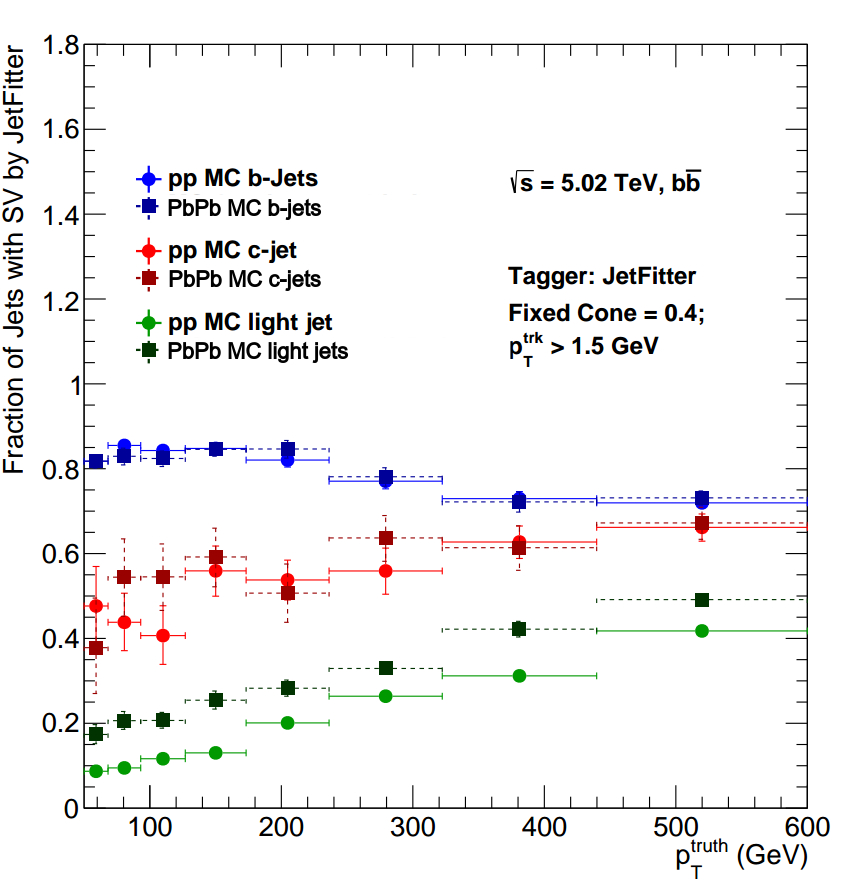 Fraction of Jets with SV by JetFitter
1.8
1.6
1.4
1.2
1
0.8
0.6
0.4
0.2
0
pp MC b-Jets
PbPb MC b-jets
pp MC c-jet
PbPb MC c-jets
pp MC light jet
PbPb MC light jets
√s = 5.02 TeV, bb̅
Tagger: JetFitter
Fixed Cone = 0.4;
p_T^trk > 1.5 GeV
100 200 300 400 500 600
p_T^truth (GeV)